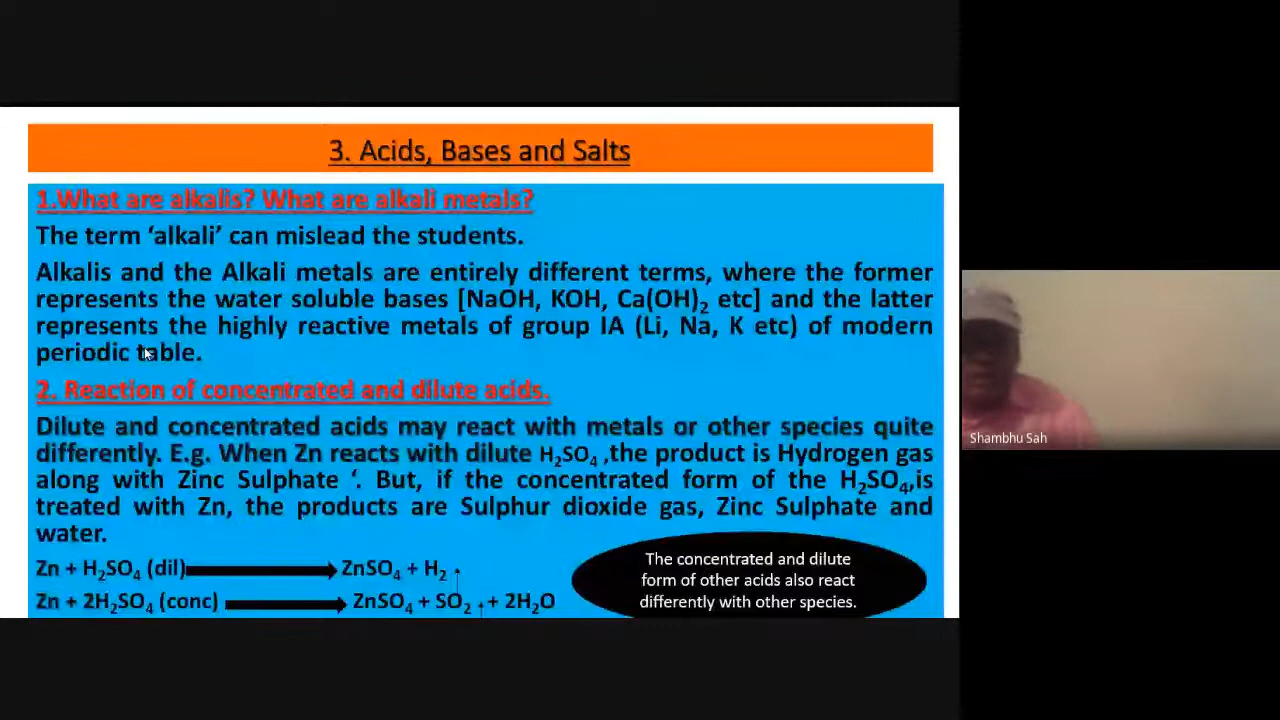 3. Acids, Bases and Salts
1.What are alkalis? What are alkali metals?
The term ‘alkali’ can mislead the students.
Alkalis and the Alkali metals are entirely different terms, where the former
represents the water soluble bases [NaOH, KOH, Ca(OH)₂ etc] and the latter
represents the highly reactive metals of group IA (Li, Na, K etc) of modern
periodic table.
2. Reaction of concentrated and dilute acids.
Dilute and concentrated acids may react with metals or other species quite
differently. E.g. When Zn reacts with dilute H₂SO₄ ,the product is Hydrogen gas
along with Zinc Sulphate ‘. But, if the concentrated form of the H₂SO₄,is
treated with Zn, the products are Sulphur dioxide gas, Zinc Sulphate and
water.
Zn + H₂SO₄ (dil) → ZnSO₄ + H₂ ↑
Zn + 2H₂SO₄ (conc) → ZnSO₄ + SO₂ ↑ + 2H₂O
The concentrated and dilute
form of other acids also react
differently with other species.
Shambhu Sah